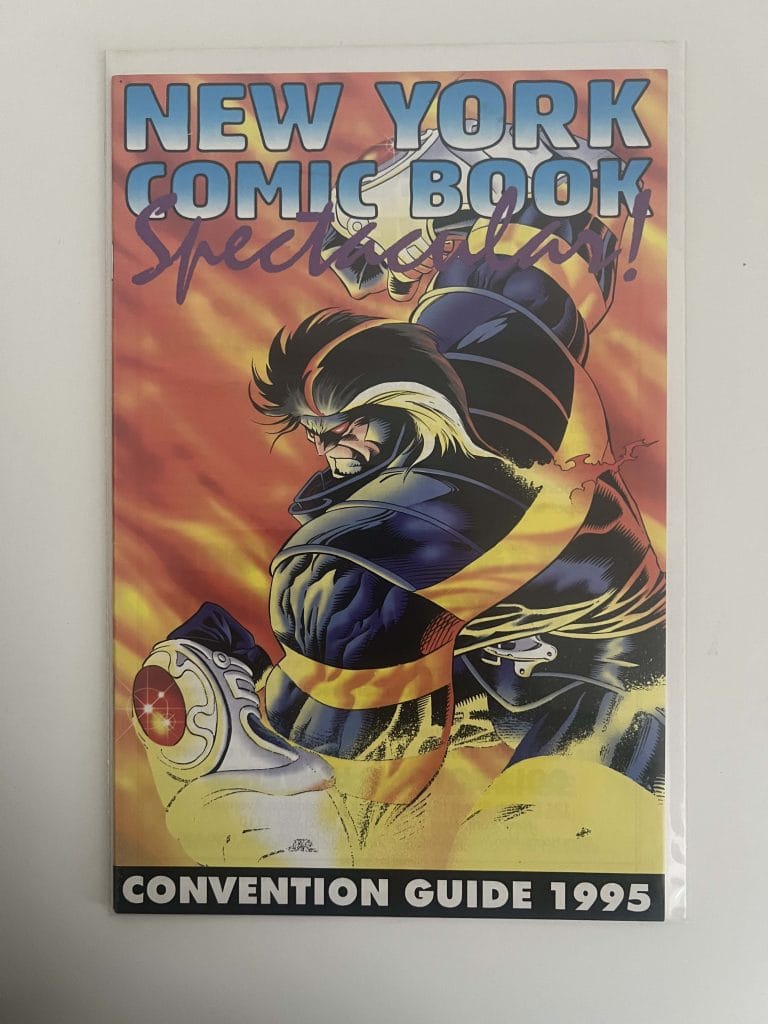 NEW YORK
COMIC BOOK
Spectacular!
CONVENTION GUIDE 1995